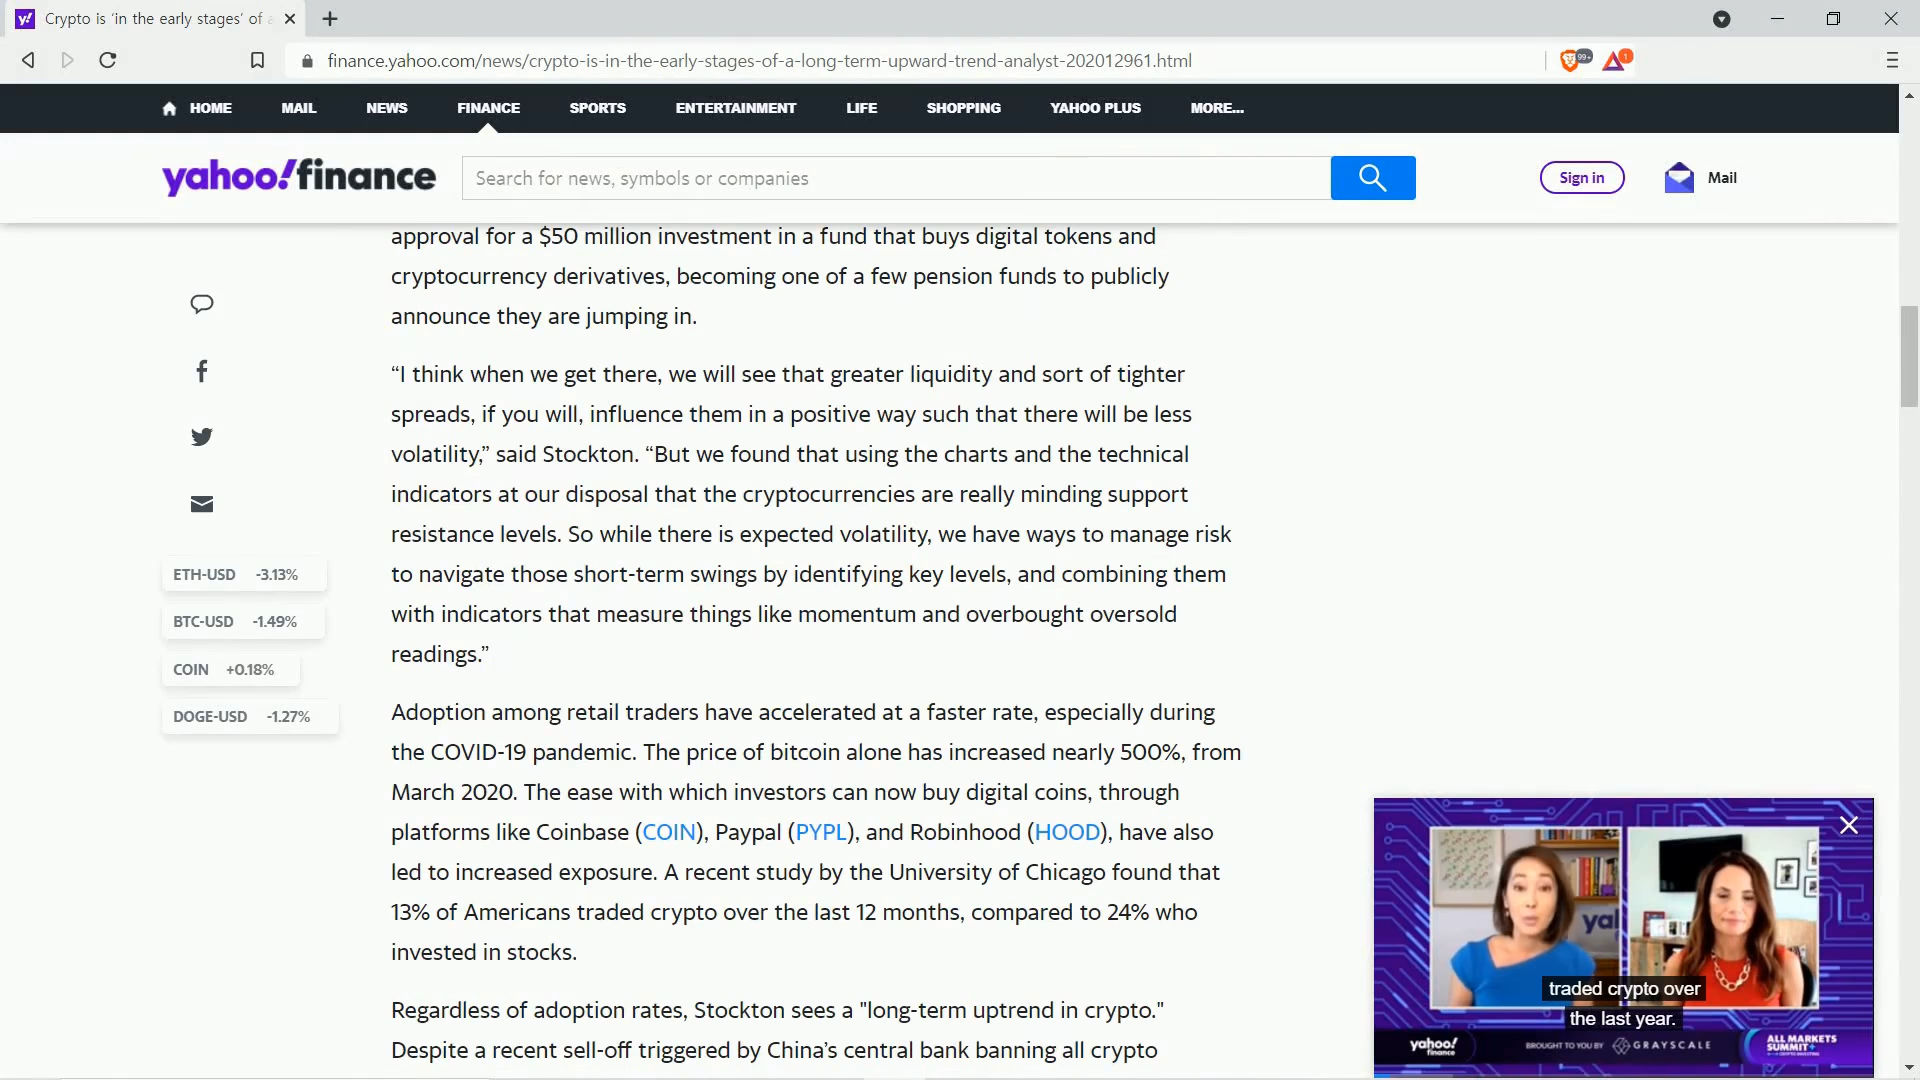 Crypto is 'in the early stages' of a
finance.yahoo.com/news/crypto-is-in-the-early-stages-of-a-long-term-upward-trend-analyst-202012961.html
99+
1
HOME MAIL NEWS FINANCE SPORTS ENTERTAINMENT LIFE SHOPPING YAHOO PLUS MORE...
yahoo!finance
Search for news, symbols or companies
Sign in
Mail
approval for a $50 million investment in a fund that buys digital tokens and
cryptocurrency derivatives, becoming one of a few pension funds to publicly
announce they are jumping in.
“I think when we get there, we will see that greater liquidity and sort of tighter
spreads, if you will, influence them in a positive way such that there will be less
volatility,” said Stockton. “But we found that using the charts and the technical
indicators at our disposal that the cryptocurrencies are really minding support
resistance levels. So while there is expected volatility, we have ways to manage risk
to navigate those short-term swings by identifying key levels, and combining them
with indicators that measure things like momentum and overbought oversold
readings.”
Adoption among retail traders have accelerated at a faster rate, especially during
the COVID-19 pandemic. The price of bitcoin alone has increased nearly 500%, from
March 2020. The ease with which investors can now buy digital coins, through
platforms like Coinbase (COIN), Paypal (PYPL), and Robinhood (HOOD), have also
led to increased exposure. A recent study by the University of Chicago found that
13% of Americans traded crypto over the last 12 months, compared to 24% who
invested in stocks.
Regardless of adoption rates, Stockton sees a "long-term uptrend in crypto."
Despite a recent sell-off triggered by China’s central bank banning all crypto
ETH-USD -3.13%
BTC-USD -1.49%
COIN +0.18%
DOGE-USD -1.27%
yal
traded crypto over
the last year.
yahoo!
finance
BROUGHT TO YOU BY GRAYSCALE
ALL MARKETS
SUMMIT+